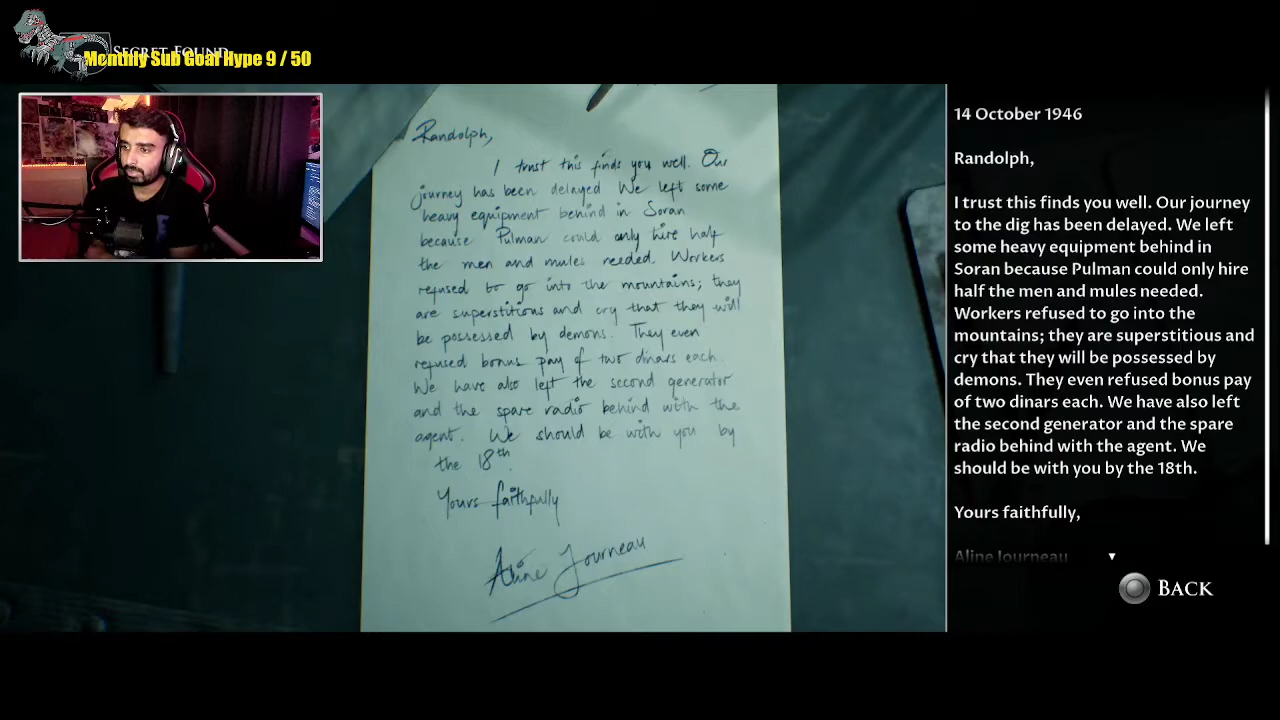 SECRET FOUND
Monthly Sub Goal Hype 9 / 50
Randolph,
I trust this finds you well. Our
journey has been delayed We left some
heavy equipment behind in Soran
because Pulman could only hire half
the men and mules needed. Workers
refused to go into the mountains; they
are superstitious and cry that they will
be possessed by demons. They even
refused bonus pay of two dinars each.
We have also left the second generator
and the spare radio behind with the
agent. We should be with you by
the 18th.
Yours faithfully
Aline Journeau
14 October 1946
Randolph,
I trust this finds you well. Our journey
to the dig has been delayed. We left
some heavy equipment behind in
Soran because Pulman could only hire
half the men and mules needed.
Workers refused to go into the
mountains; they are superstitious and
cry that they will be possessed by
demons. They even refused bonus pay
of two dinars each. We have also left
the second generator and the spare
radio behind with the agent. We
should be with you by the 18th.
Yours faithfully,
Aline Journeau
BACK